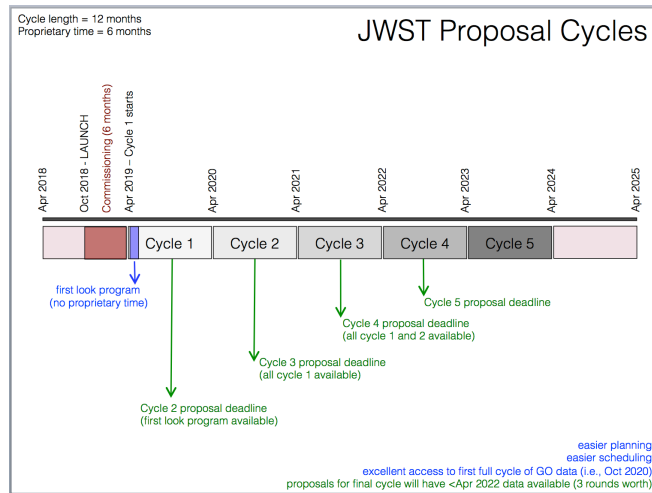 Cycle length = 12 months
Proprietary time = 6 months
JWST Proposal Cycles
Apr 2018
Oct 2018 - LAUNCH
Commissioning (6 months)
Apr 2019 – Cycle 1 starts
Apr 2020
Apr 2021
Apr 2022
Apr 2023
Apr 2024
Apr 2025
Cycle 1
Cycle 2
Cycle 3
Cycle 4
Cycle 5
first look program
(no proprietary time)
Cycle 5 proposal deadline
Cycle 4 proposal deadline
(all cycle 1 and 2 available)
Cycle 3 proposal deadline
(all cycle 1 available)
Cycle 2 proposal deadline
(first look program available)
easier planning
easier scheduling
excellent access to first full cycle of GO data (i.e., Oct 2020)
proposals for final cycle will have <Apr 2022 data available (3 rounds worth)